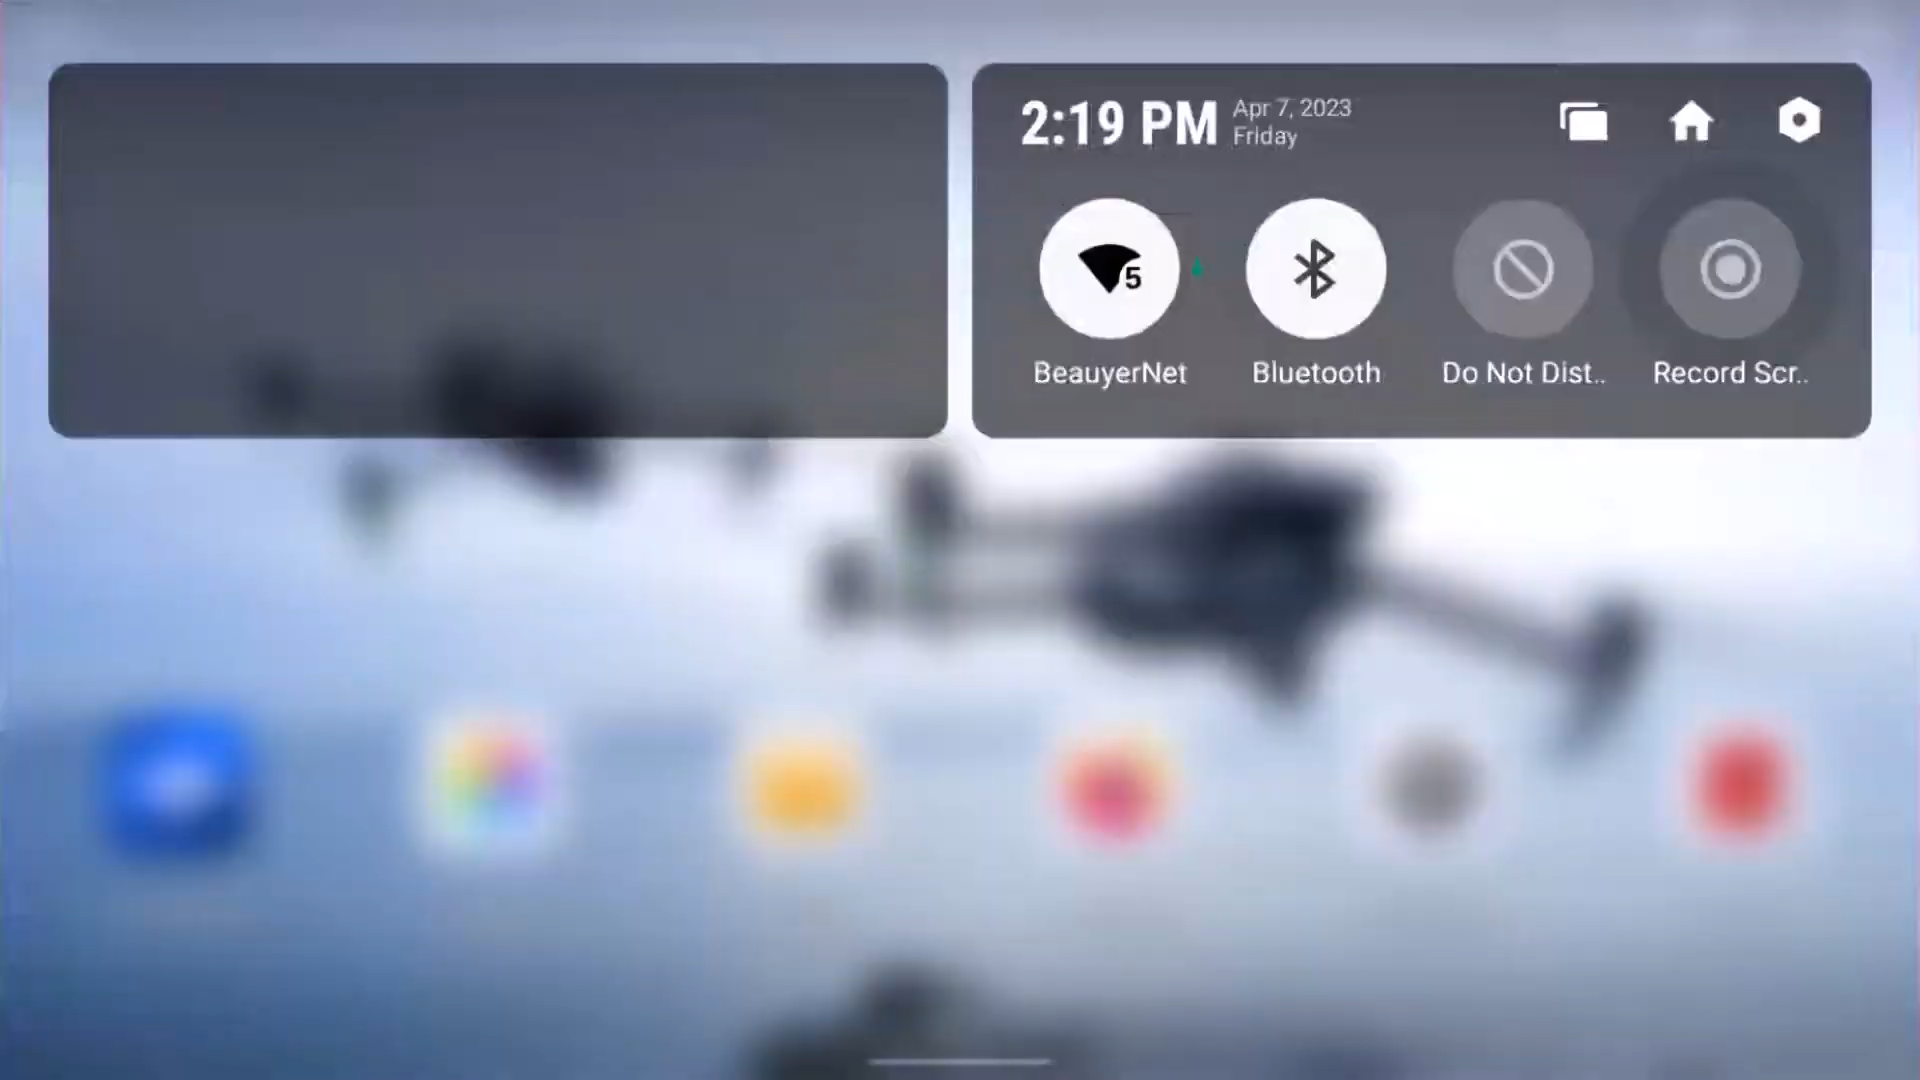 2:19 PM
Apr 7, 2023
Friday
5
BeauyerNet
Bluetooth
Do Not Dist..
Record Scr..